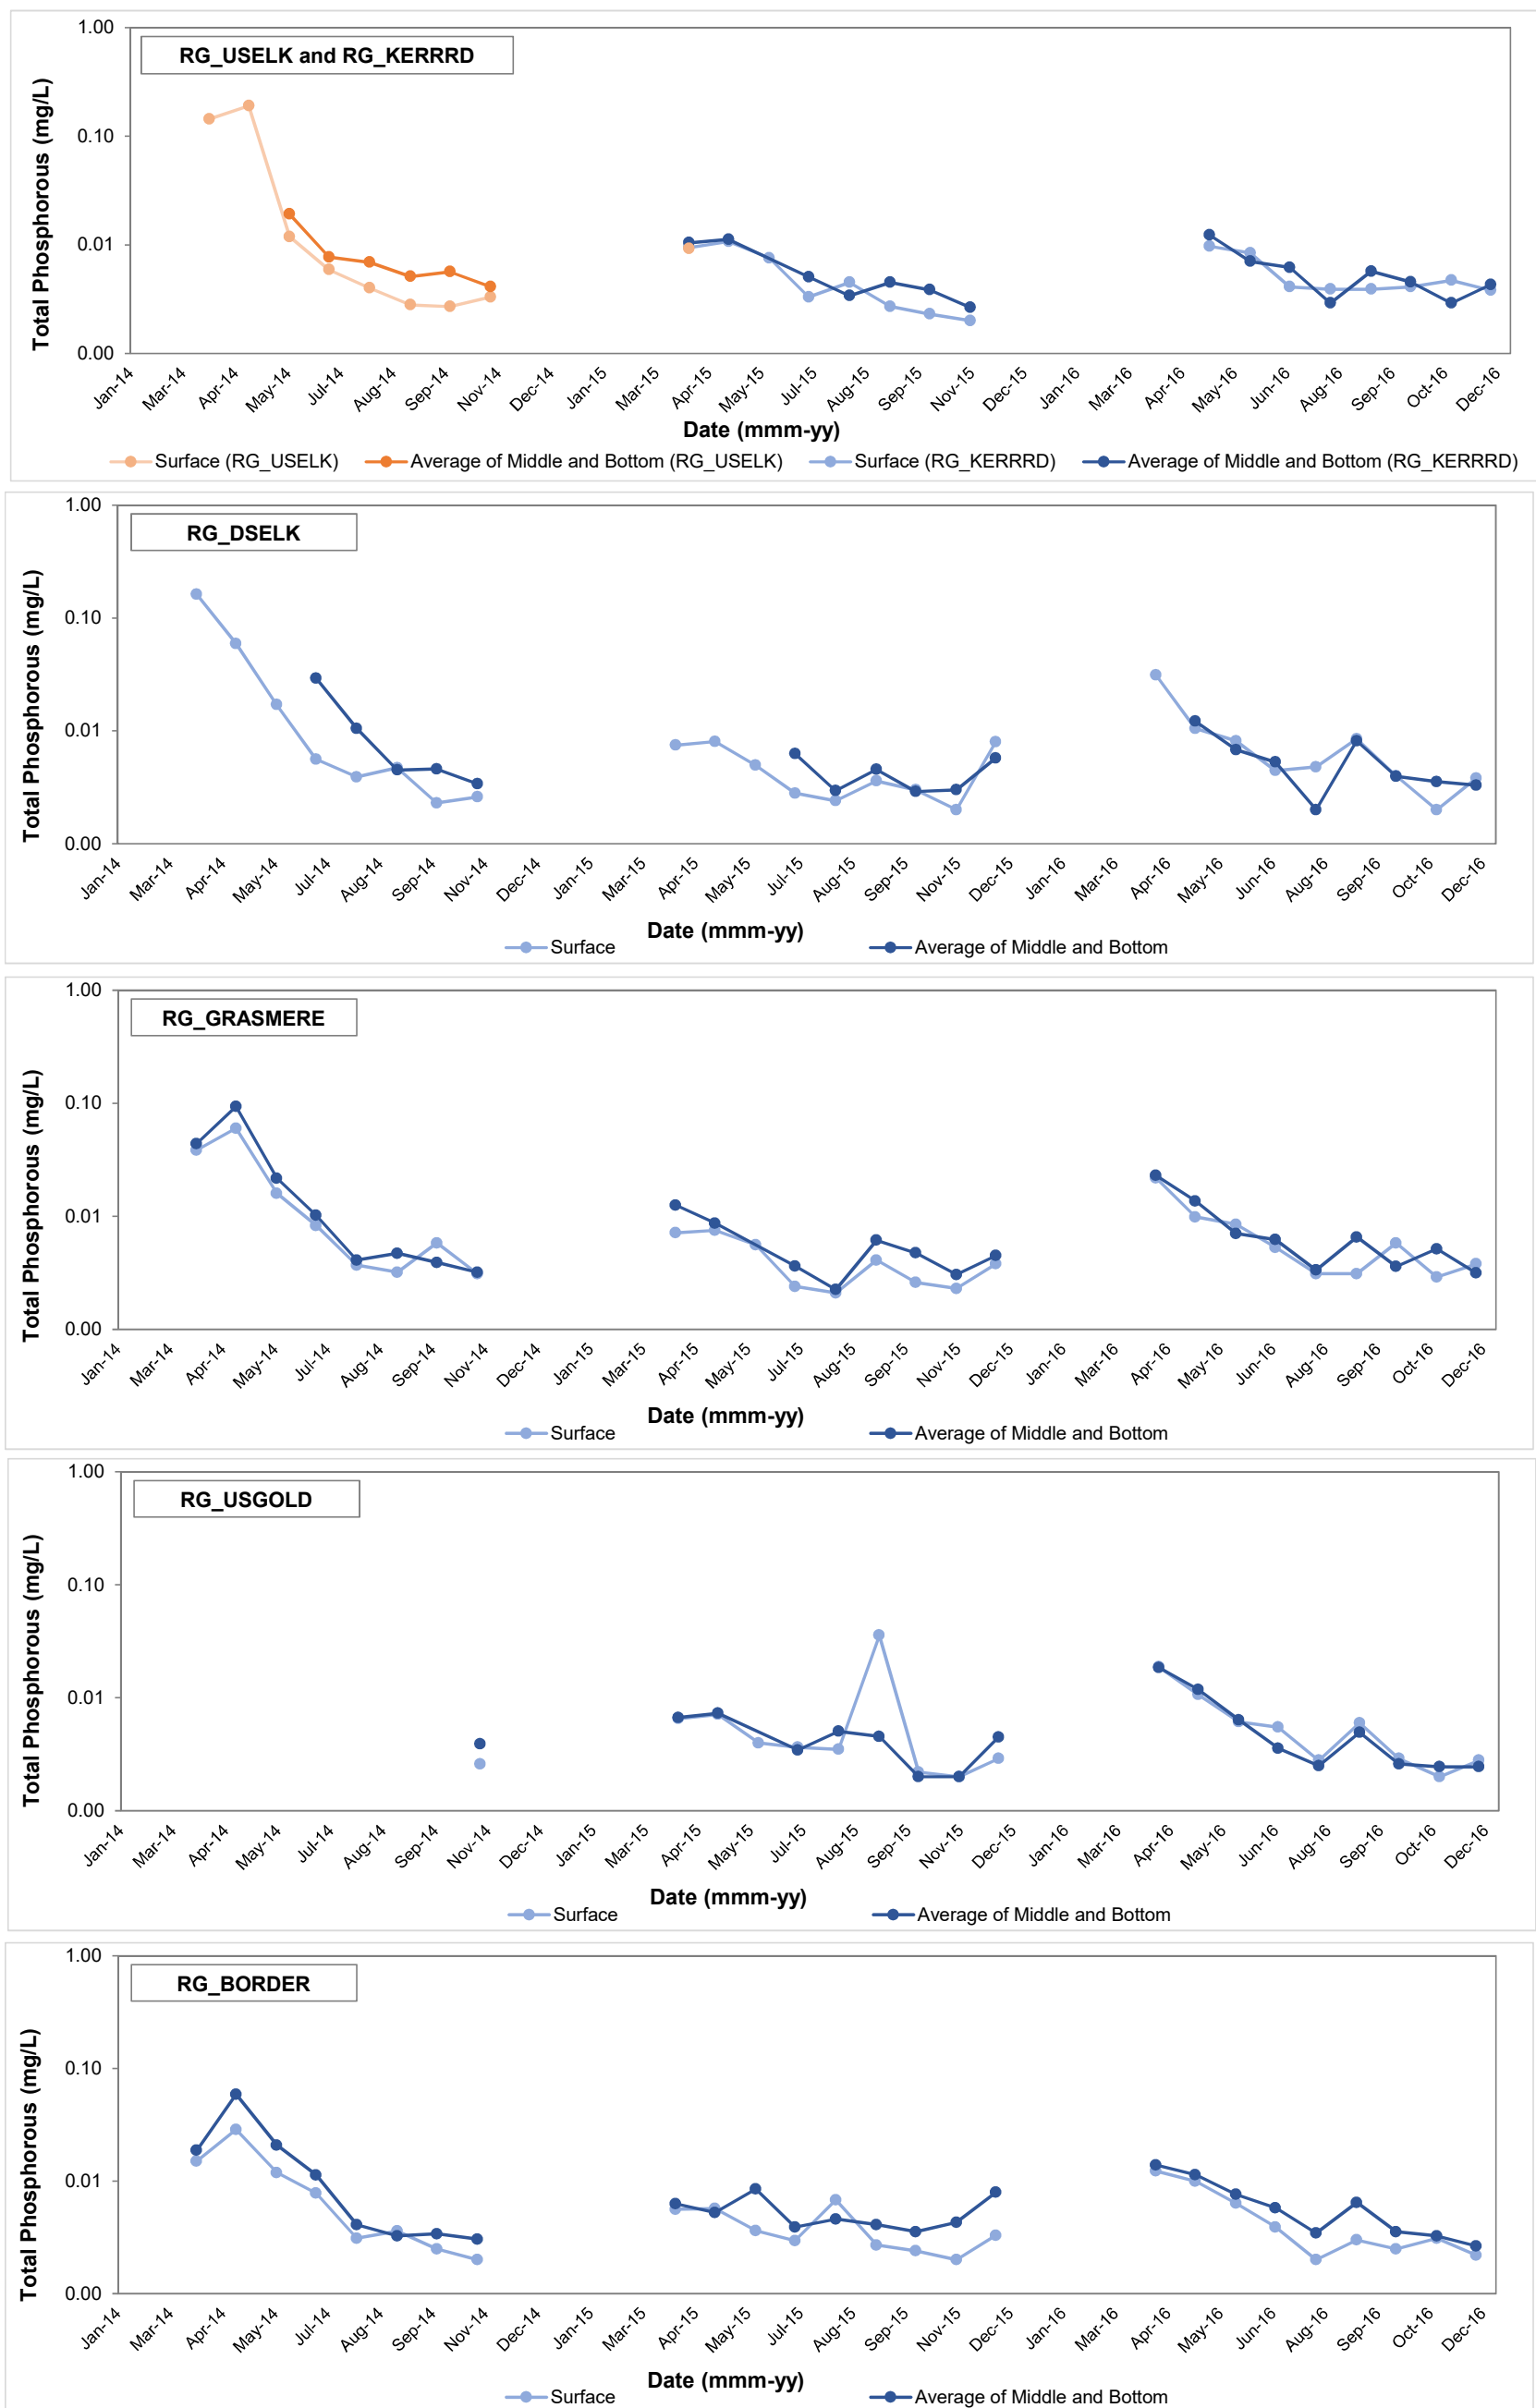 RG_USELK and RG_KERRRD
Total Phosphorous (mg/L)
1.00
0.10
0.01
0.00
Jan-14 Mar-14 Apr-14 May-14 Jul-14 Aug-14 Sep-14 Nov-14 Dec-14 Jan-15 Mar-15 Apr-15 May-15 Jul-15 Aug-15 Sep-15 Nov-15 Dec-15 Jan-16 Mar-16 Apr-16 May-16 Jun-16 Aug-16 Sep-16 Oct-16 Dec-16
Date (mmm-yy)
Surface (RG_USELK) Average of Middle and Bottom (RG_USELK) Surface (RG_KERRRD) Average of Middle and Bottom (RG_KERRRD)
RG_DSELK
Total Phosphorous (mg/L)
1.00
0.10
0.01
0.00
Jan-14 Mar-14 Apr-14 May-14 Jul-14 Aug-14 Sep-14 Nov-14 Dec-14 Jan-15 Mar-15 Apr-15 May-15 Jul-15 Aug-15 Sep-15 Nov-15 Dec-15 Jan-16 Mar-16 Apr-16 May-16 Jun-16 Aug-16 Sep-16 Oct-16 Dec-16
Date (mmm-yy)
Surface Average of Middle and Bottom
RG_GRASMERE
Total Phosphorous (mg/L)
1.00
0.10
0.01
0.00
Jan-14 Mar-14 Apr-14 May-14 Jul-14 Aug-14 Sep-14 Nov-14 Dec-14 Jan-15 Mar-15 Apr-15 May-15 Jul-15 Aug-15 Sep-15 Nov-15 Dec-15 Jan-16 Mar-16 Apr-16 May-16 Jun-16 Aug-16 Sep-16 Oct-16 Dec-16
Date (mmm-yy)
Surface Average of Middle and Bottom
RG_USGOLD
Total Phosphorous (mg/L)
1.00
0.10
0.01
0.00
Jan-14 Mar-14 Apr-14 May-14 Jul-14 Aug-14 Sep-14 Nov-14 Dec-14 Jan-15 Mar-15 Apr-15 May-15 Jul-15 Aug-15 Sep-15 Nov-15 Dec-15 Jan-16 Mar-16 Apr-16 May-16 Jun-16 Aug-16 Sep-16 Oct-16 Dec-16
Date (mmm-yy)
Surface Average of Middle and Bottom
RG_BORDER
Total Phosphorous (mg/L)
1.00
0.10
0.01
0.00
Jan-14 Mar-14 Apr-14 May-14 Jul-14 Aug-14 Sep-14 Nov-14 Dec-14 Jan-15 Mar-15 Apr-15 May-15 Jul-15 Aug-15 Sep-15 Nov-15 Dec-15 Jan-16 Mar-16 Apr-16 May-16 Jun-16 Aug-16 Sep-16 Oct-16 Dec-16
Date (mmm-yy)
Surface Average of Middle and Bottom